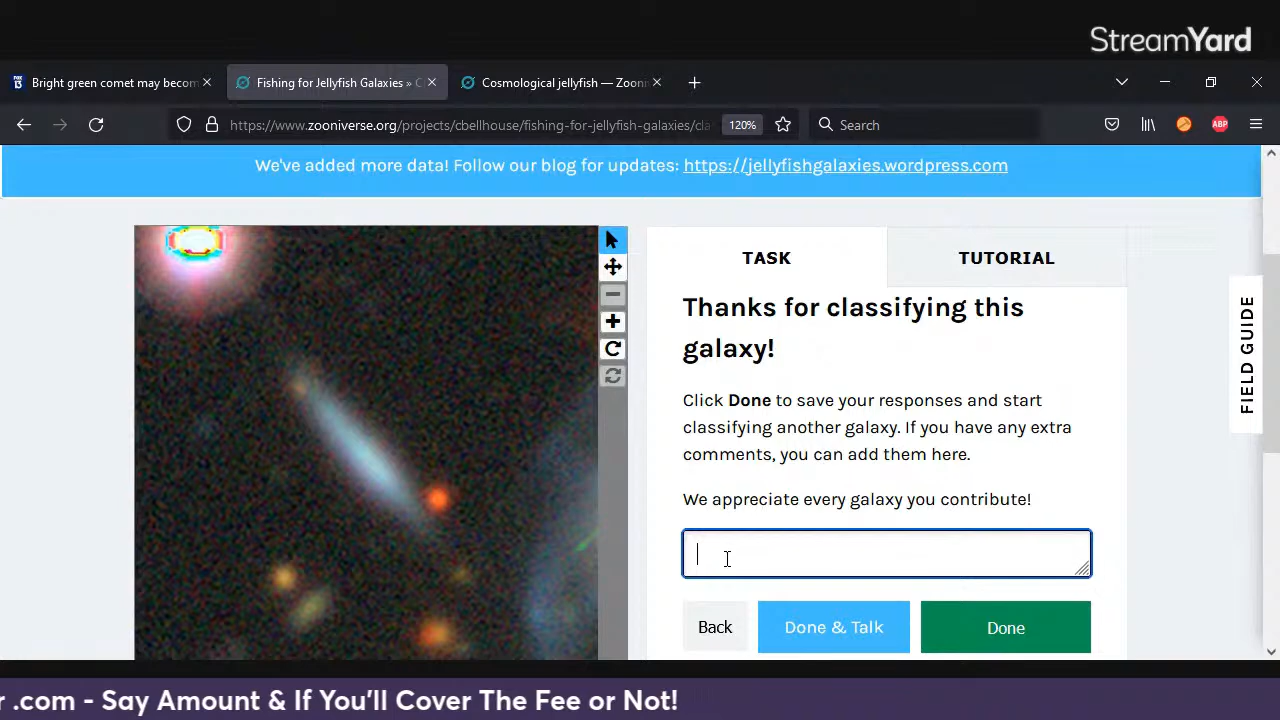 StreamYard
Bright green comet may becom
Fishing for Jellyfish Galaxies » C
Cosmological jellyfish — Zoon
https://www.zooniverse.org/projects/cbellhouse/fishing-for-jellyfish-galaxies/cla
120%
Search
ABP
We've added more data! Follow our blog for updates: https://jellyfishgalaxies.wordpress.com
TASK
TUTORIAL
Thanks for classifying this
galaxy!
Click Done to save your responses and start
classifying another galaxy. If you have any extra
comments, you can add them here.
We appreciate every galaxy you contribute!
Back
Done & Talk
Done
FIELD GUIDE
r .com - Say Amount & If You'll Cover The Fee or Not!